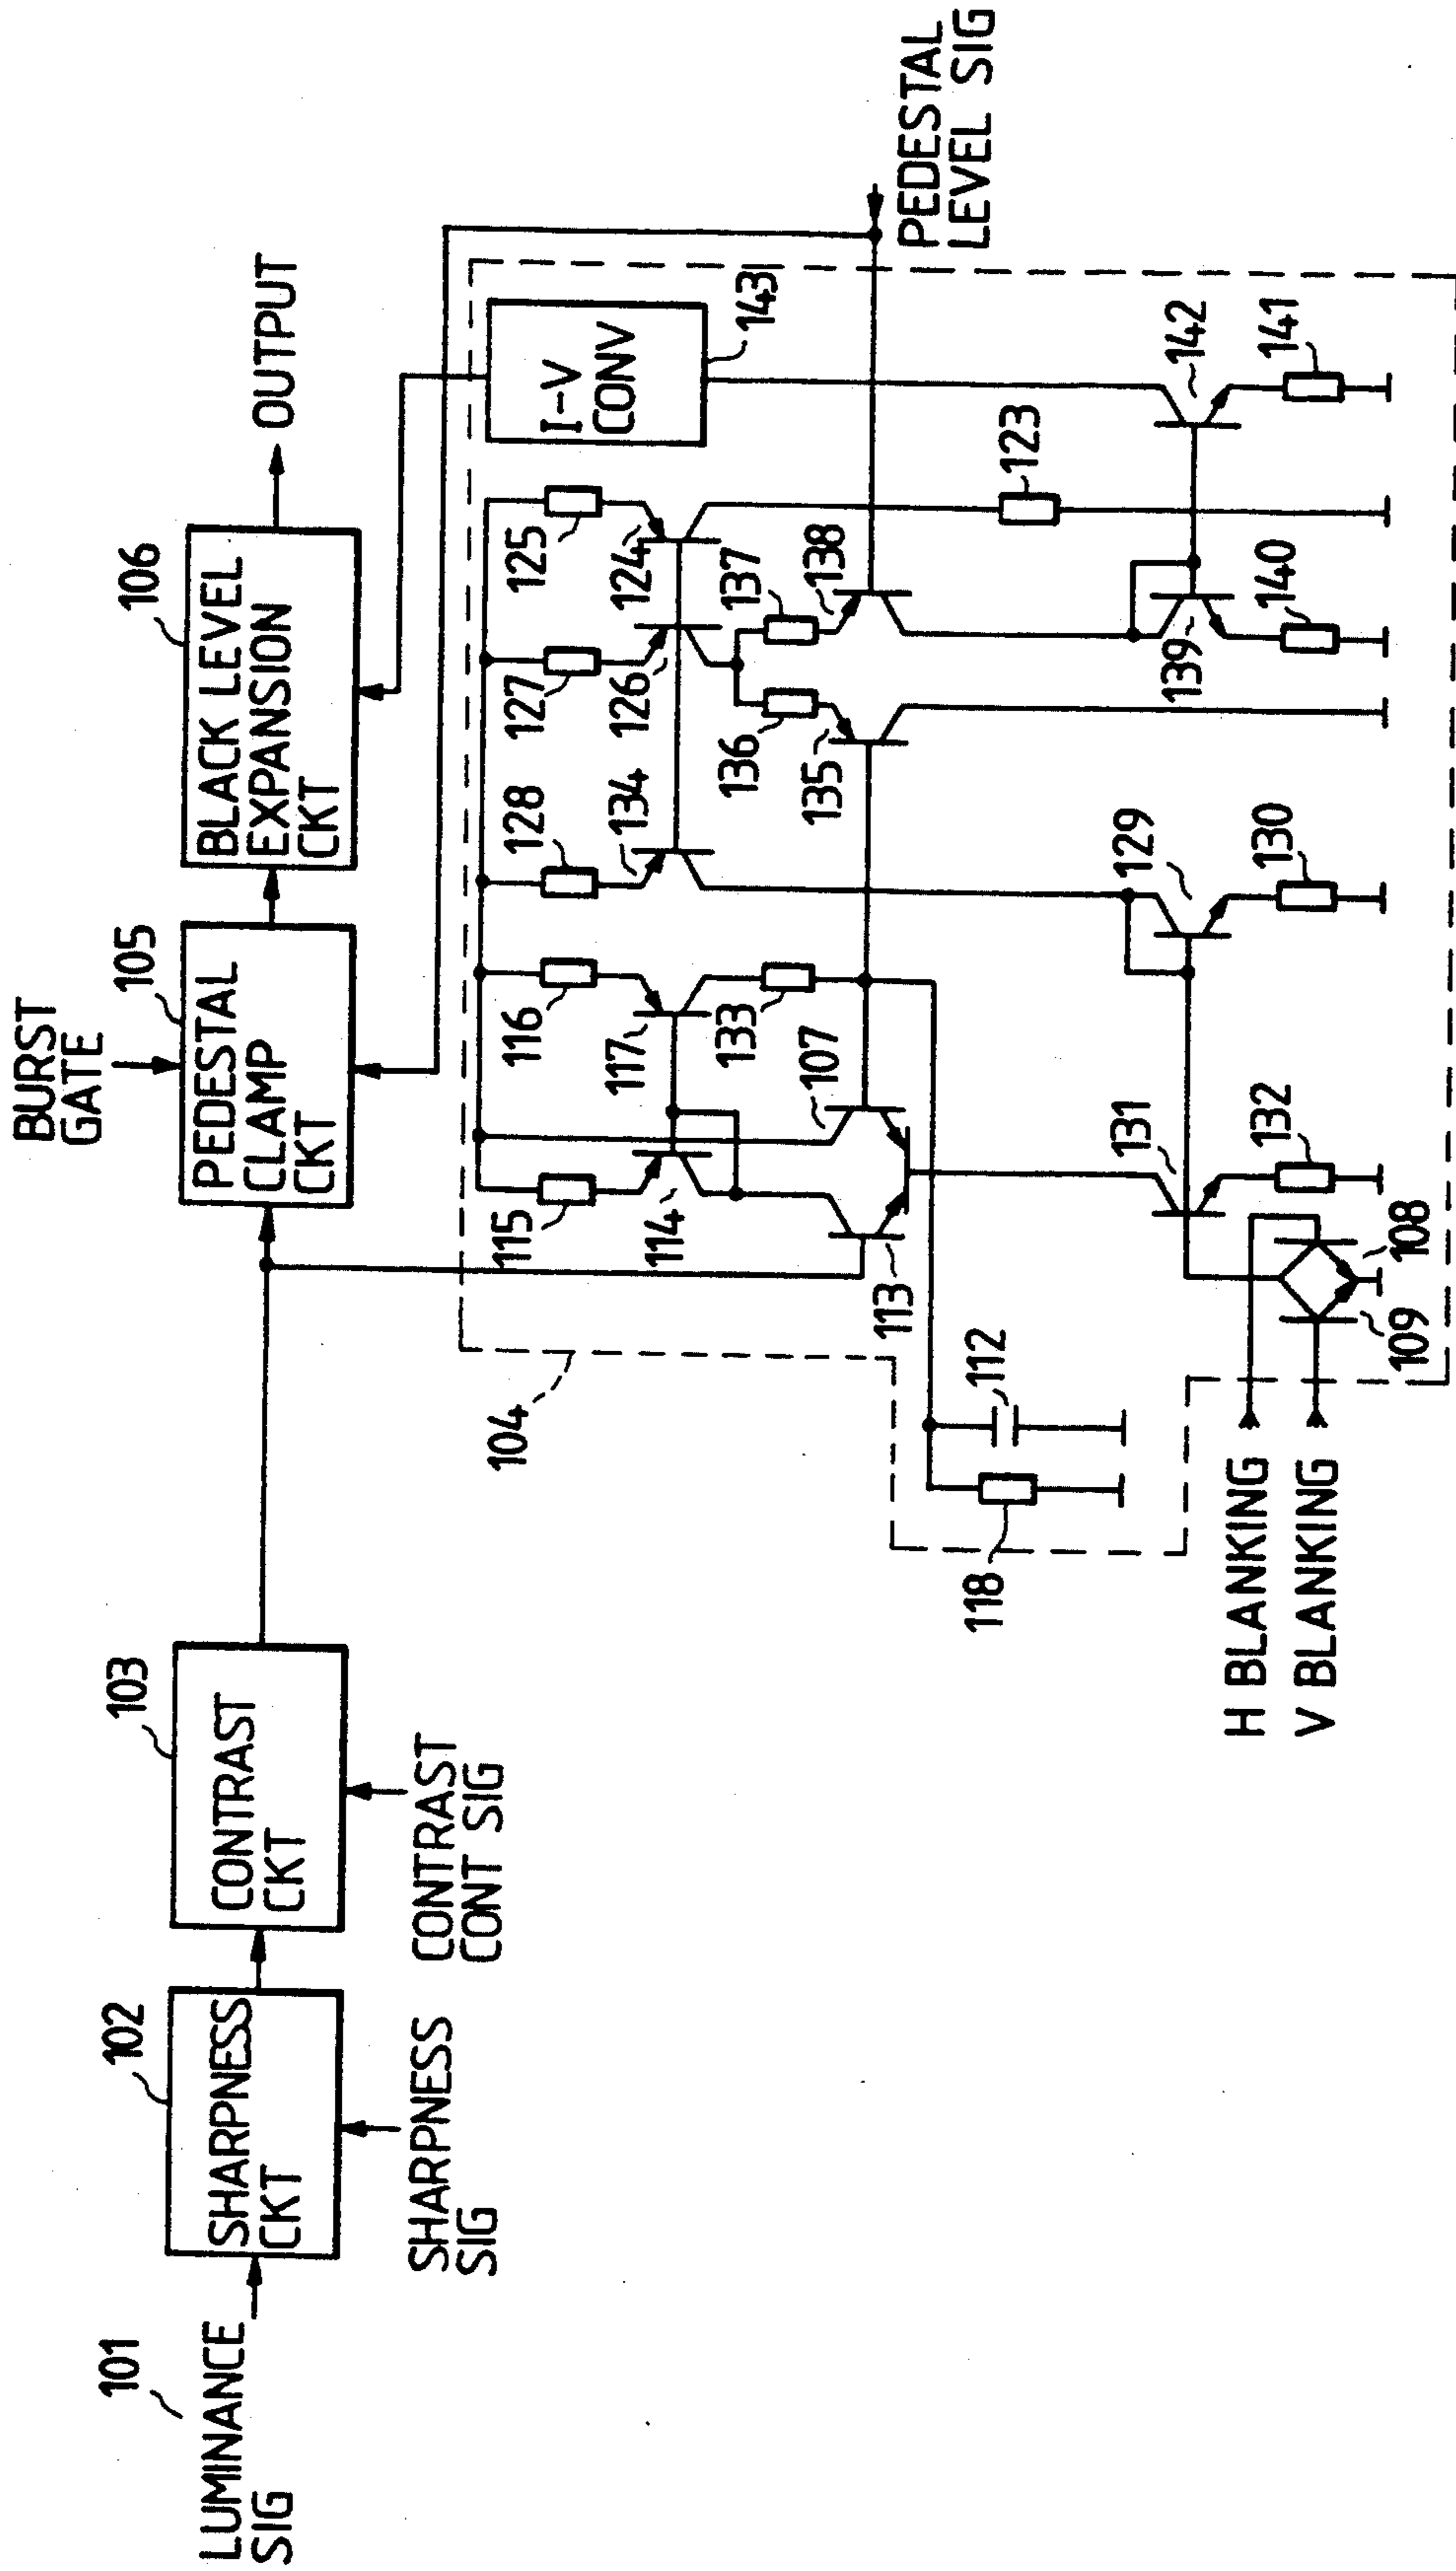 101
LUMINANCE
SIG
102
SHARPNESS
CKT
SHARPNESS
SIG
103
CONTRAST
CKT
CONTRAST
CONT SIG
BURST
GATE
105
PEDESTAL
CLAMP
CKT
106
BLACK LEVEL
EXPANSION
CKT
OUTPUT
104
115
116
128
127
125
I-V
CONV
143
114
117
134
126
124
113
133
107
136
135
137
138
PEDESTAL
LEVEL SIG
118
112
123
131
129
139
142
132
130
140
141
H BLANKING
V BLANKING
109
108